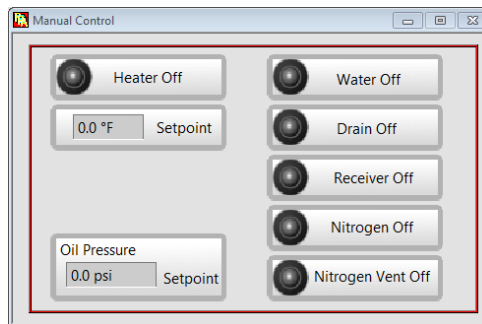 Manual Control
Heater Off
0.0 °F Setpoint
Oil Pressure
0.0 psi Setpoint
Water Off
Drain Off
Receiver Off
Nitrogen Off
Nitrogen Vent Off